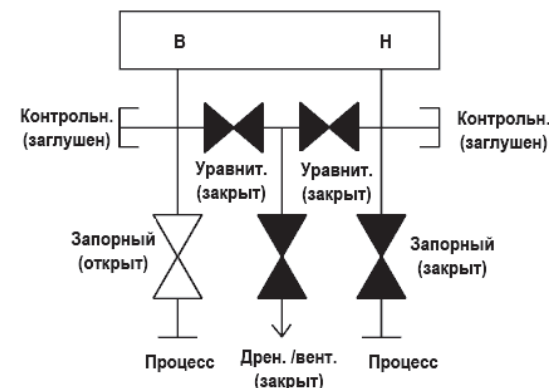 В
Н
Контрольн.
(заглушен)
Контрольн.
(заглушен)
Уравнит.
(закрыт)
Уравнит.
(закрыт)
Запорный
(открыт)
Запорный
(закрыт)
Процесс
Дрен. /вент.
(закрыт)
Процесс